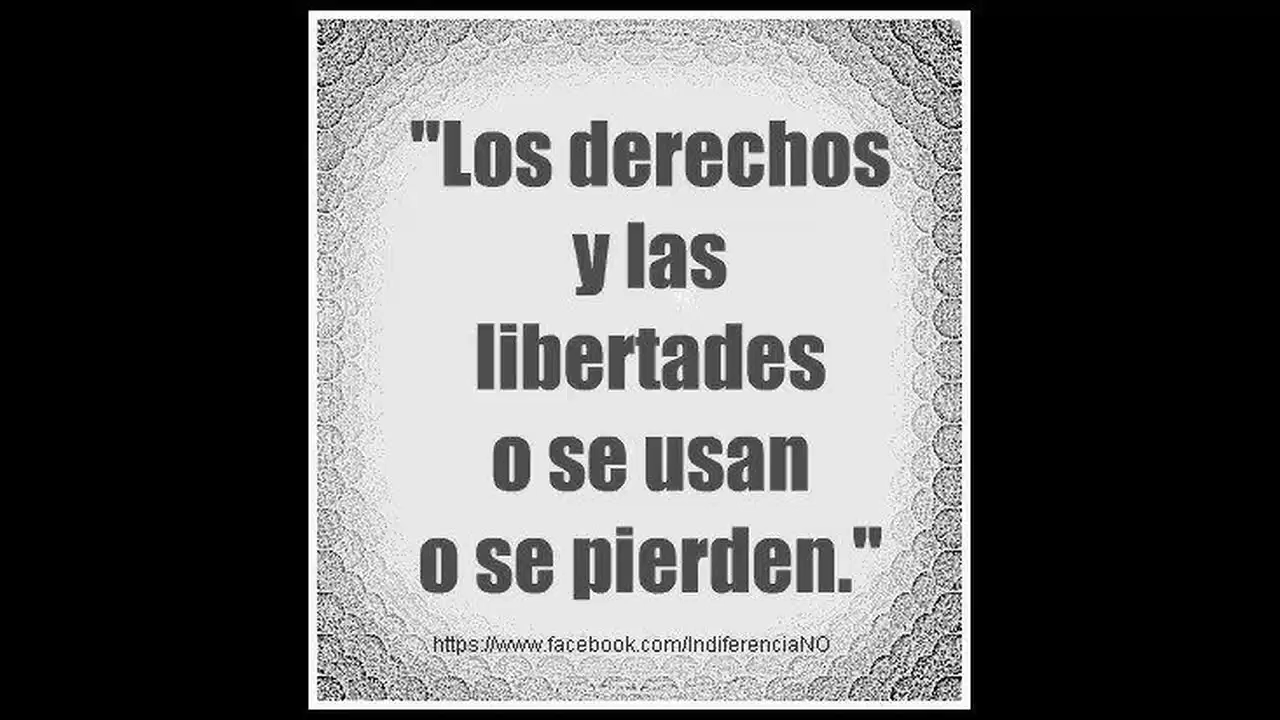 "Los derechos
y las
libertades
o se usan
o se pierden."
https://www.facebook.com/IndiferenciaNO